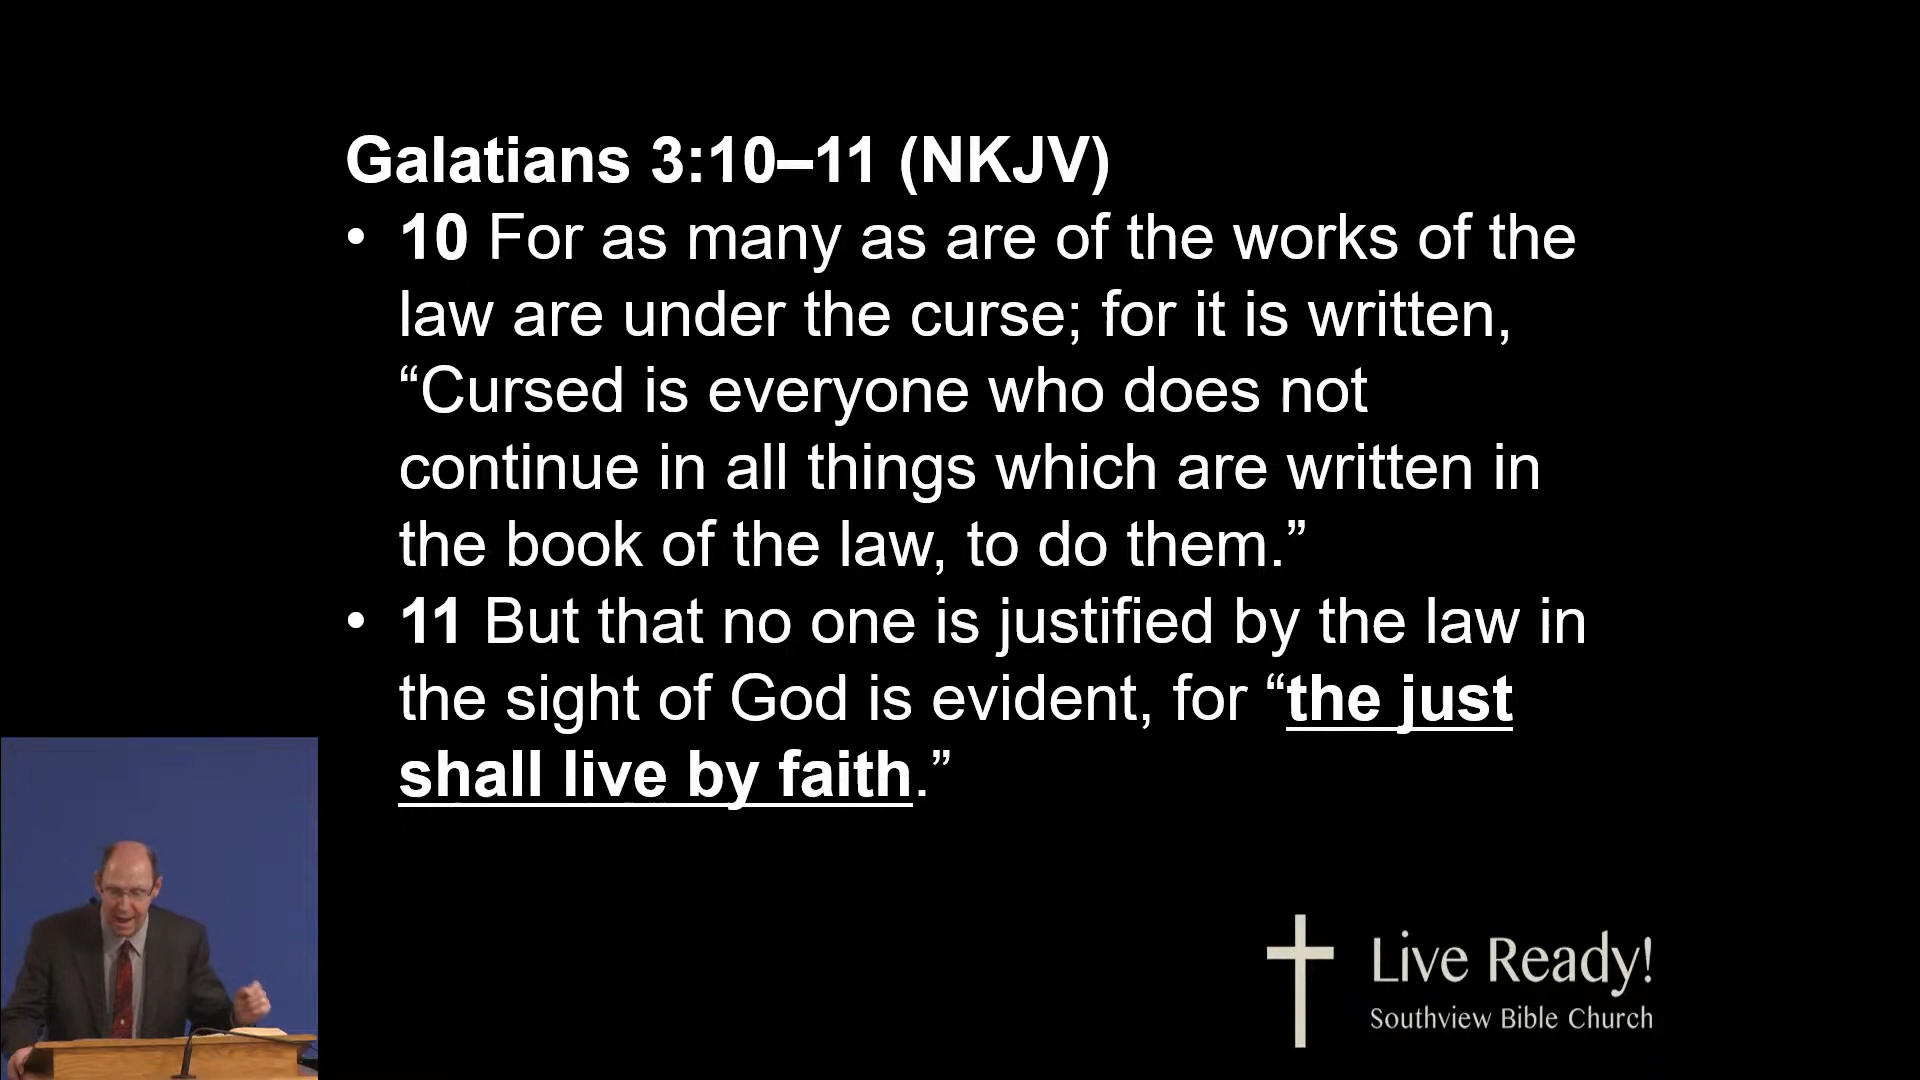 Galatians 3:10–11 (NKJV)
• 10 For as many as are of the works of the
law are under the curse; for it is written,
“Cursed is everyone who does not
continue in all things which are written in
the book of the law, to do them.”
• 11 But that no one is justified by the law in
the sight of God is evident, for “the just
shall live by faith.”
Live Ready!
Southview Bible Church